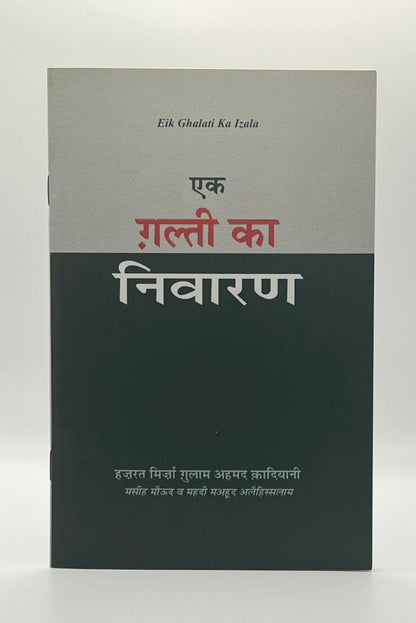 Eik Ghalati Ka Izala
एक
ग़ल्ती का
निवारण
हज़रत मिर्ज़ा ग़ुलाम अहमद क़ादियानी
मसीह मौऊद व महदी मअहूद अलैहिस्सलाम